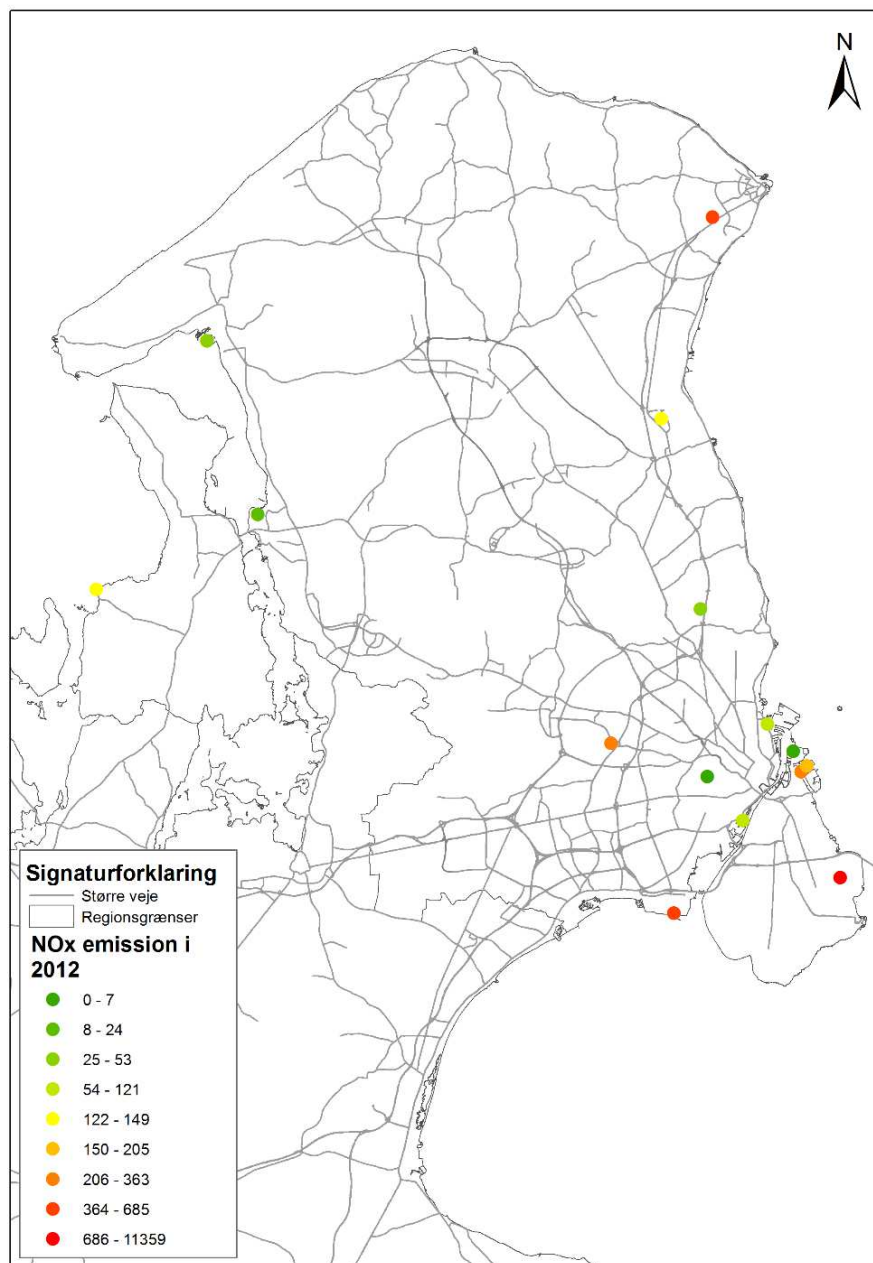 N
Signaturforklaring
Større veje
Regionsgrænser
NOx emission i
2012
0 - 7
8 - 24
25 - 53
54 - 121
122 - 149
150 - 205
206 - 363
364 - 685
686 - 11359